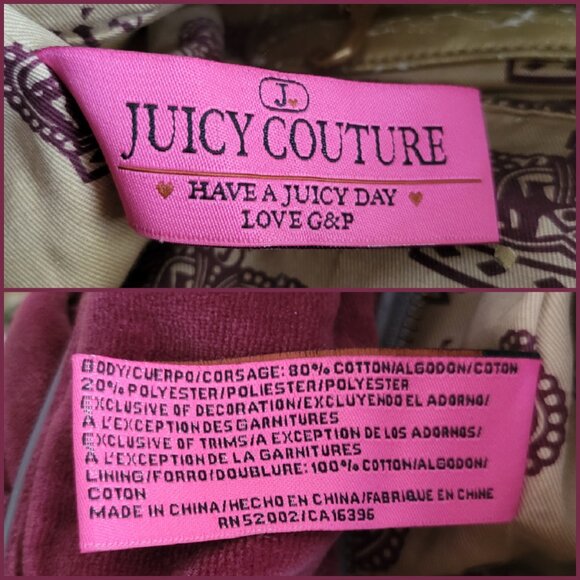 J
JUICY COUTURE
HAVE A JUICY DAY
LOVE G&P
BODY/CUERPO/CORSAGE: 80% COTTON/ALGODON/COTON
20% POLYESTER/POLIESTER/POLYESTER
EXCLUSIVE OF DECORATION/EXCLUYENDO EL ADORNO/
A L'EXCEPTION DES GARNITURES
EXCLUSIVE OF TRIMS/A EXCEPTION DE LOS ADORNOS/
A L'EXCEPTION DE LA GARNITURES
LINING/FORRO/DOUBLURE: 100% COTTON/ALGODON/
COTON
MADE IN CHINA/HECHO EN CHINA/FABRIQUE EN CHINE
RN52002/CA16396